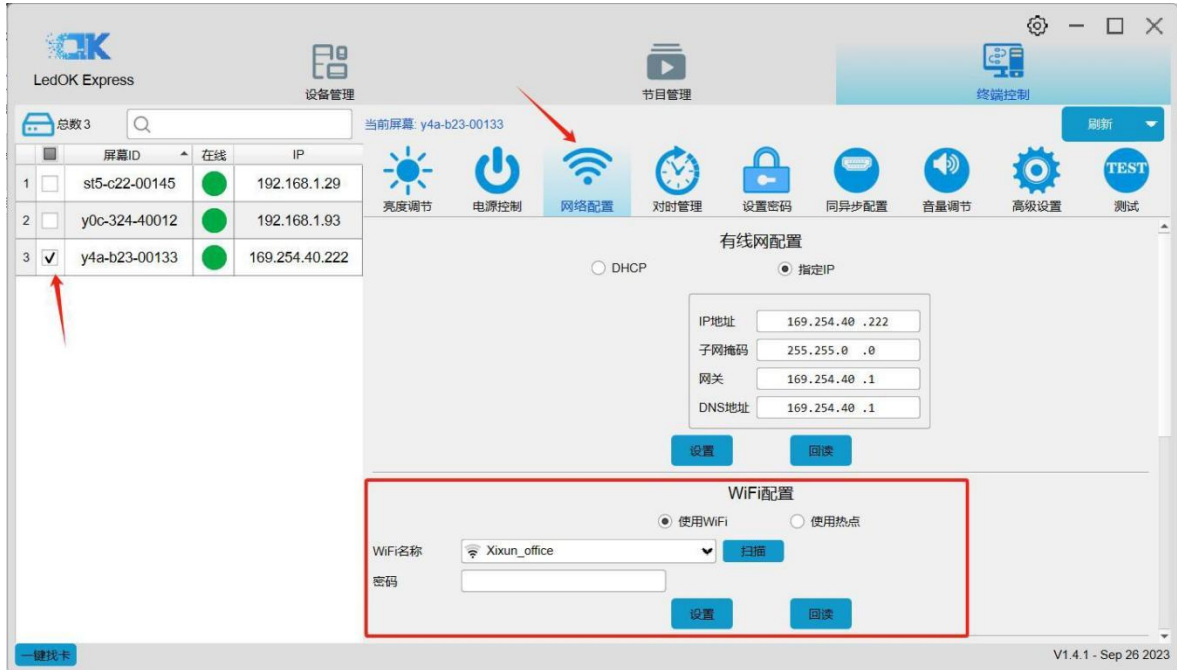 LedOK Express
设备管理
节目管理
终端控制
总数 3
当前屏幕: y4a-b23-00133
刷新
屏幕ID 在线 IP
1 st5-c22-00145 192.168.1.29
2 y0c-324-40012 192.168.1.93
3 y4a-b23-00133 169.254.40.222
TEST
亮度调节 电源控制 网络配置 对时管理 设置密码 同异步配置 音量调节 高级设置 测试
有线网配置
DHCP 指定IP
IP地址 169.254.40 .222
子网掩码 255.255.0 .0
网关 169.254.40 .1
DNS地址 169.254.40 .1
设置 回读
WiFi配置
使用WiFi 使用热点
WiFi名称 Xixun_office 扫描
密码
设置 回读
一键找卡
V1.4.1 - Sep 26 2023